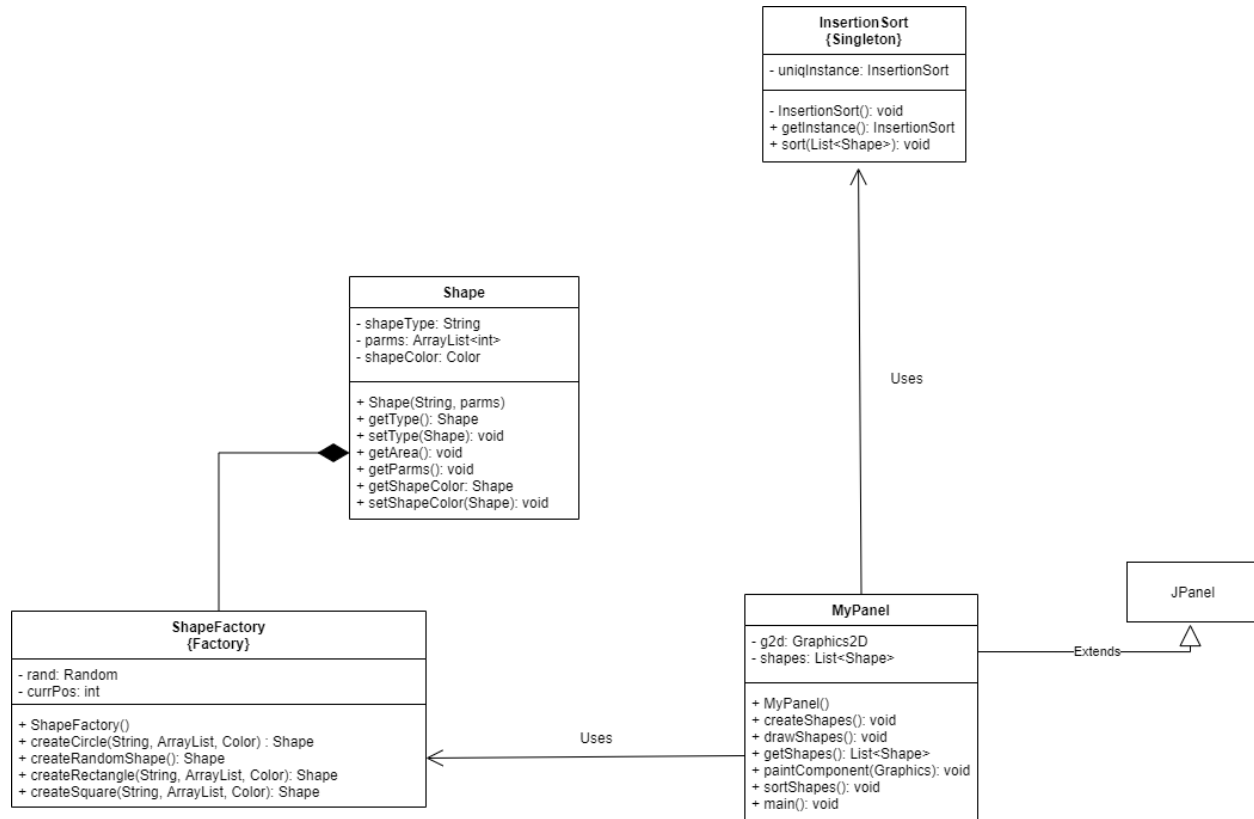 InsertionSort
{Singleton}
- uniqInstance: InsertionSort
- InsertionSort(): void
+ getInstance(): InsertionSort
+ sort(List<Shape>): void
Uses
Shape
- shapeType: String
- parms: ArrayList<int>
- shapeColor: Color
+ Shape(String, parms)
+ getType(): Shape
+ setType(Shape): void
+ getArea(): void
+ getParms(): void
+ getShapeColor: Shape
+ setShapeColor(Shape): void
JPanel
Extends
MyPanel
- g2d: Graphics2D
- shapes: List<Shape>
+ MyPanel()
+ createShapes(): void
+ drawShapes(): void
+ getShapes(): List<Shape>
+ paintComponent(Graphics): void
+ sortShapes(): void
+ main(): void
Uses
ShapeFactory
{Factory}
- rand: Random
- currPos: int
+ ShapeFactory()
+ createCircle(String, ArrayList, Color) : Shape
+ createRandomShape(): Shape
+ createRectangle(String, ArrayList, Color): Shape
+ createSquare(String, ArrayList, Color): Shape